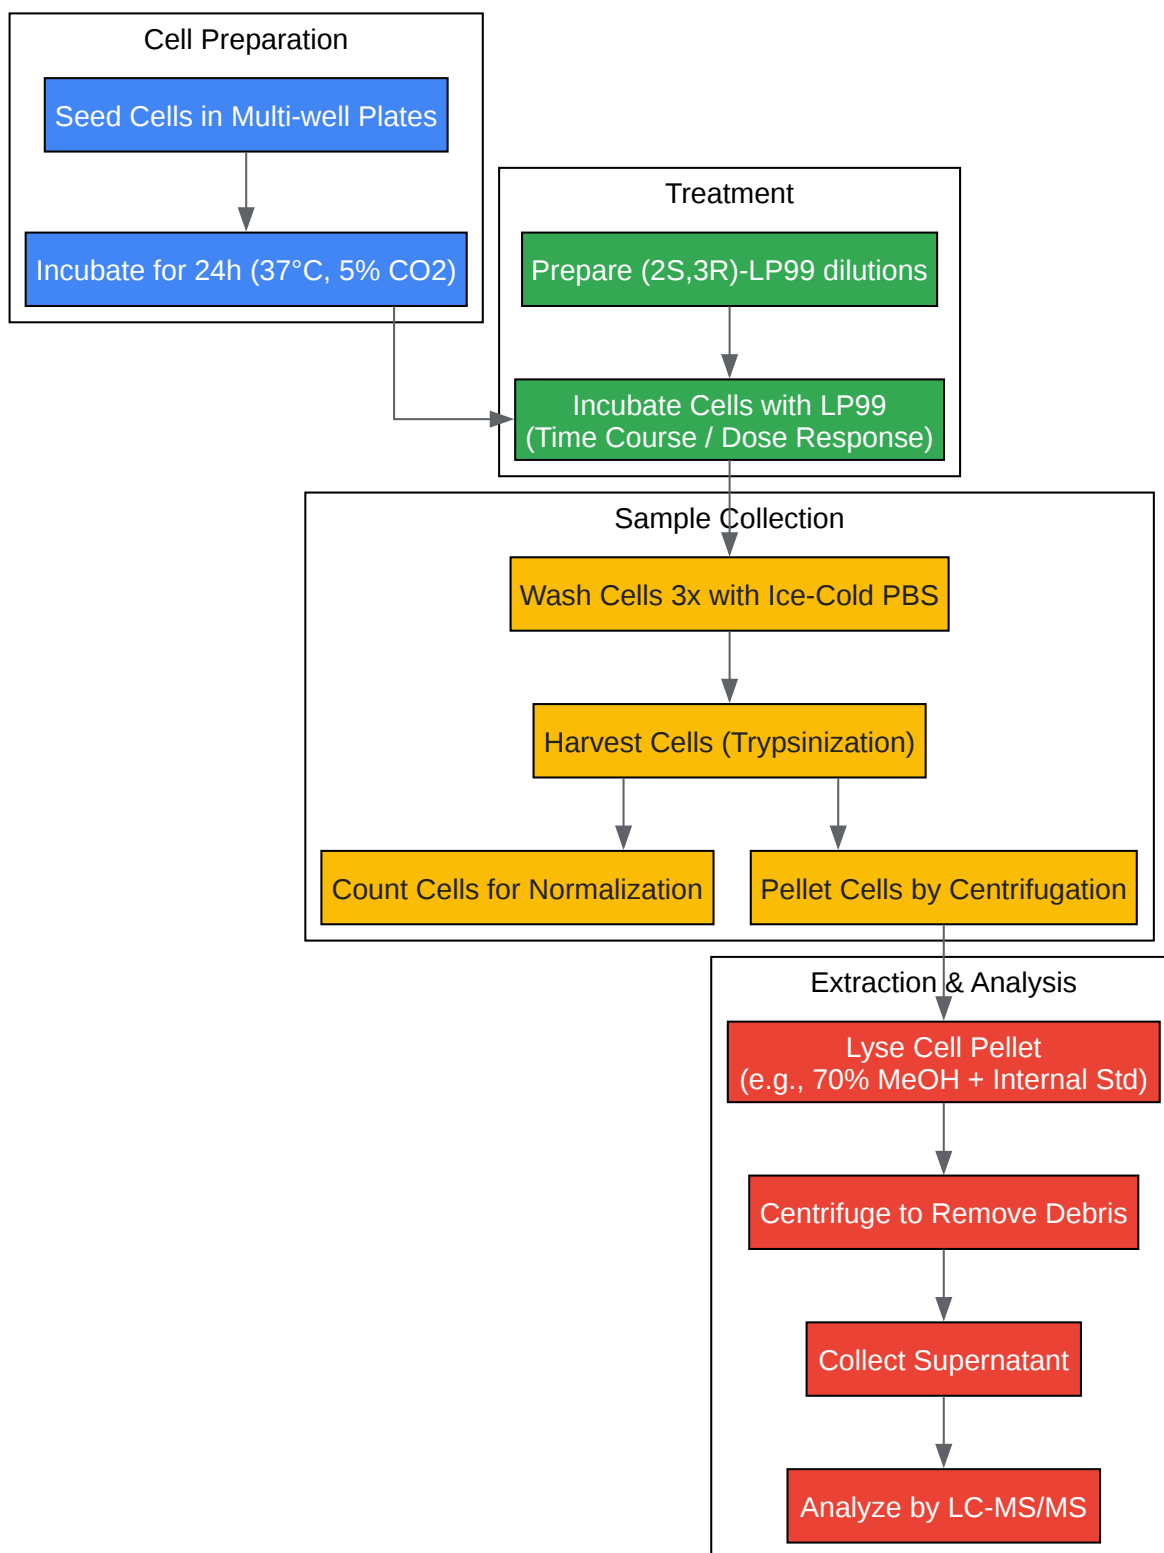 Cell Preparation
Seed Cells in Multi-well Plates
Incubate for 24h (37°C, 5% CO2)
Treatment
Prepare (2S,3R)-LP99 dilutions
Incubate Cells with LP99
(Time Course / Dose Response)
Sample Collection
Wash Cells 3x with Ice-Cold PBS
Harvest Cells (Trypsinization)
Count Cells for Normalization
Pellet Cells by Centrifugation
Extraction & Analysis
Lyse Cell Pellet
(e.g., 70% MeOH + Internal Std)
Centrifuge to Remove Debris
Collect Supernatant
Analyze by LC-MS/MS